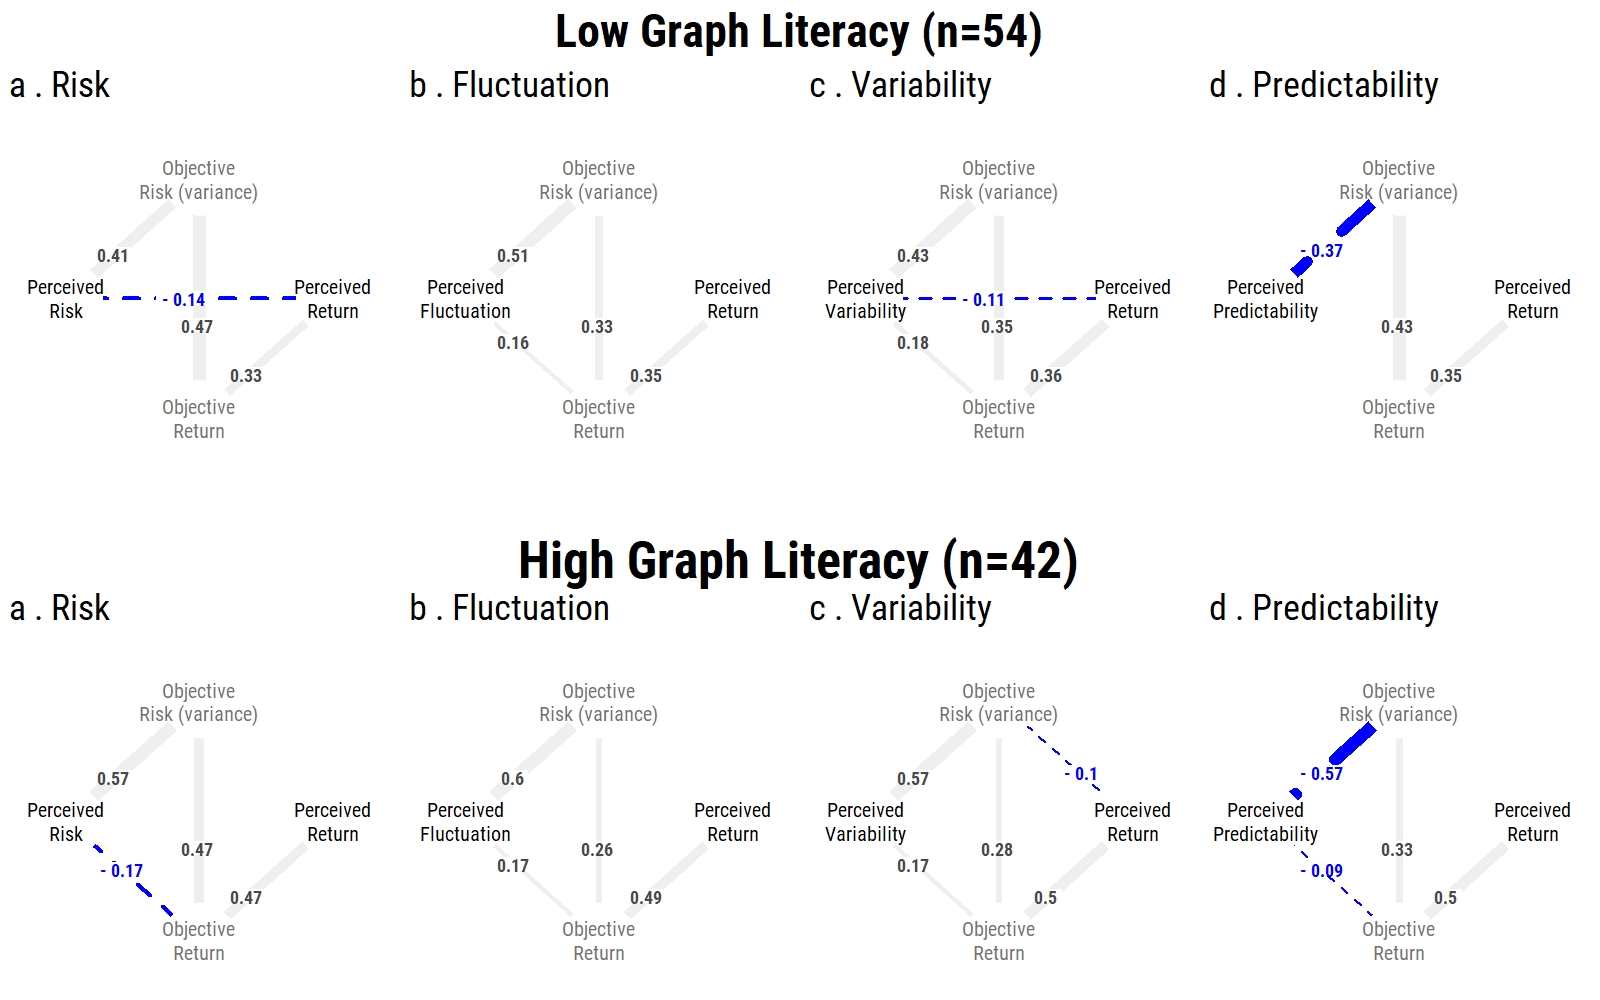 Low Graph Literacy (n=54)
a . Risk
b . Fluctuation
c . Variability
d . Predictability
Objective
Risk (variance)
0.41
Perceived
Risk
- 0.14
Perceived
Return
0.47
0.33
Objective
Return
Objective
Risk (variance)
0.51
Perceived
Fluctuation
Perceived
Return
0.33
0.16
0.35
Objective
Return
Objective
Risk (variance)
0.43
Perceived
Variability
- 0.11
Perceived
Return
0.35
0.18
0.36
Objective
Return
Objective
Risk (variance)
- 0.37
Perceived
Predictability
Perceived
Return
0.43
0.35
Objective
Return
High Graph Literacy (n=42)
a . Risk
b . Fluctuation
c . Variability
d . Predictability
Objective
Risk (variance)
0.57
Perceived
Risk
Perceived
Return
0.47
- 0.17
0.47
Objective
Return
Objective
Risk (variance)
0.6
Perceived
Fluctuation
Perceived
Return
0.26
0.17
0.49
Objective
Return
Objective
Risk (variance)
0.57
- 0.1
Perceived
Variability
Perceived
Return
0.28
0.17
0.5
Objective
Return
Objective
Risk (variance)
- 0.57
Perceived
Predictability
Perceived
Return
0.33
- 0.09
0.5
Objective
Return